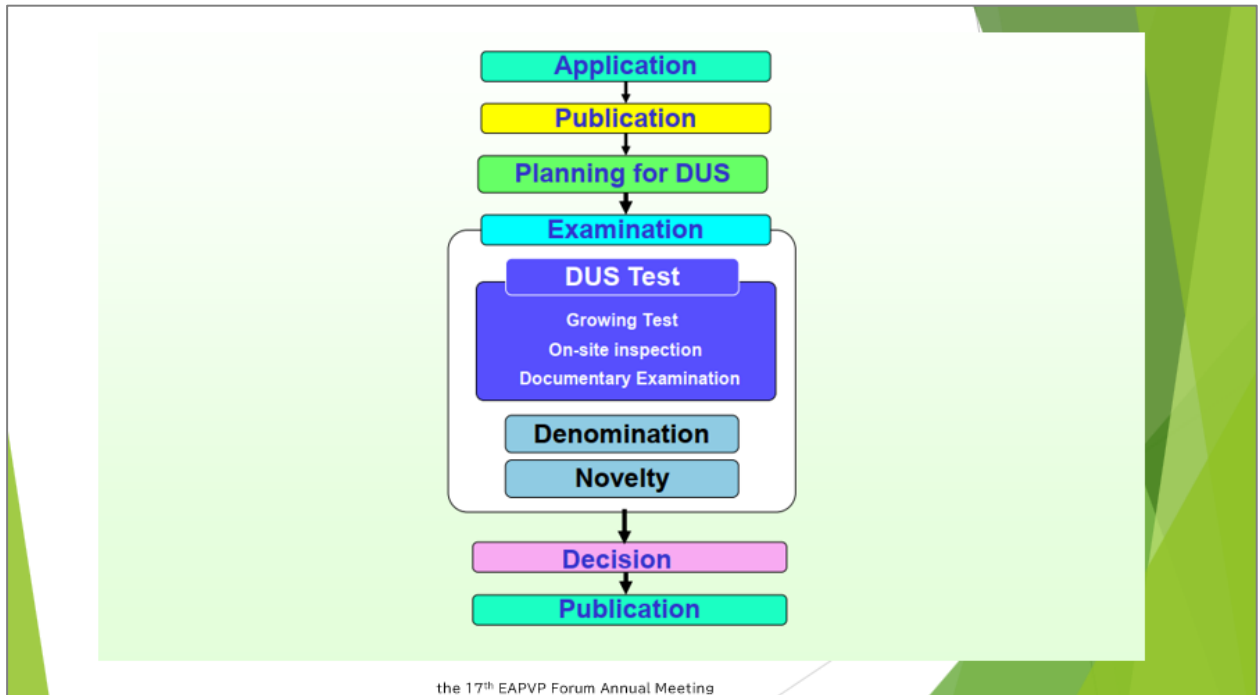 Application
Publication
Planning for DUS
Examination
DUS Test
Growing Test
On-site inspection
Documentary Examination
Denomination
Novelty
Decision
Publication
the 17th EAPVP Forum Annual Meeting